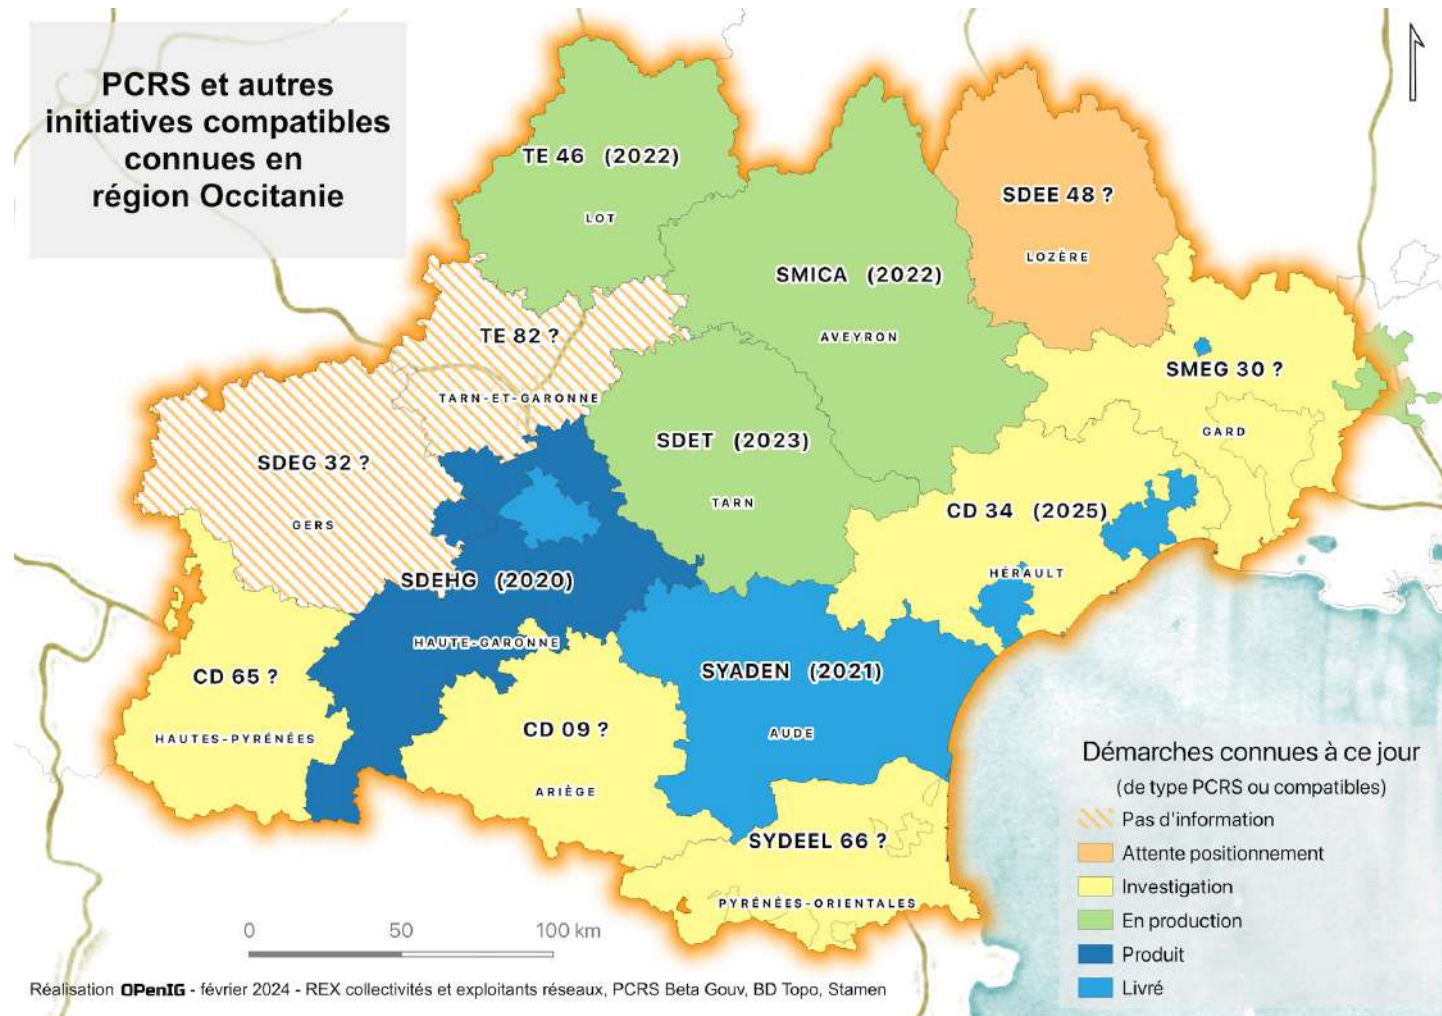 PCRS et autres
initiatives compatibles
connues en
région Occitanie
TE 46 (2022)
LOT
SDEE 48 ?
LOZÈRE
SMICA (2022)
AVEYRON
TE 82 ?
TARN-ET-GARONNE
SMEG 30 ?
GARD
SDET (2023)
TARN
SDEG 32 ?
GERS
CD 34 (2025)
HÉRAULT
SDEHG (2020)
HAUTE-GARONNE
CD 65 ?
HAUTES-PYRÉNÉES
SYADEN (2021)
AUDE
CD 09 ?
ARIÈGE
SYDEEL 66 ?
PYRÉNÉES-ORIENTALES
Démarches connues à ce jour
(de type PCRS ou compatibles)
Pas d'information
Attente positionnement
Investigation
En production
Produit
Livré
0 50 100 km
Réalisation OPenIG - février 2024 - REX collectivités et exploitants réseaux, PCRS Beta Gouv, BD Topo, Stamen